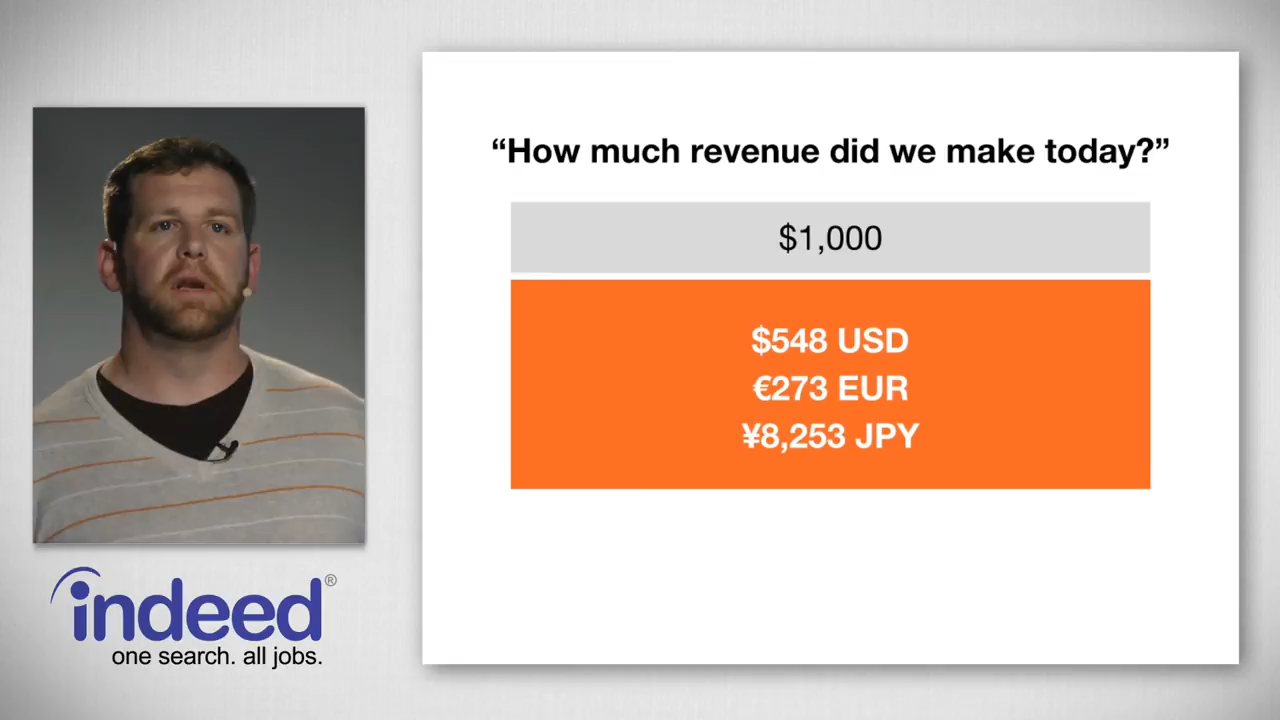 “How much revenue did we make today?”
$1,000
$548 USD
€273 EUR
¥8,253 JPY
indeed®
one search. all jobs.